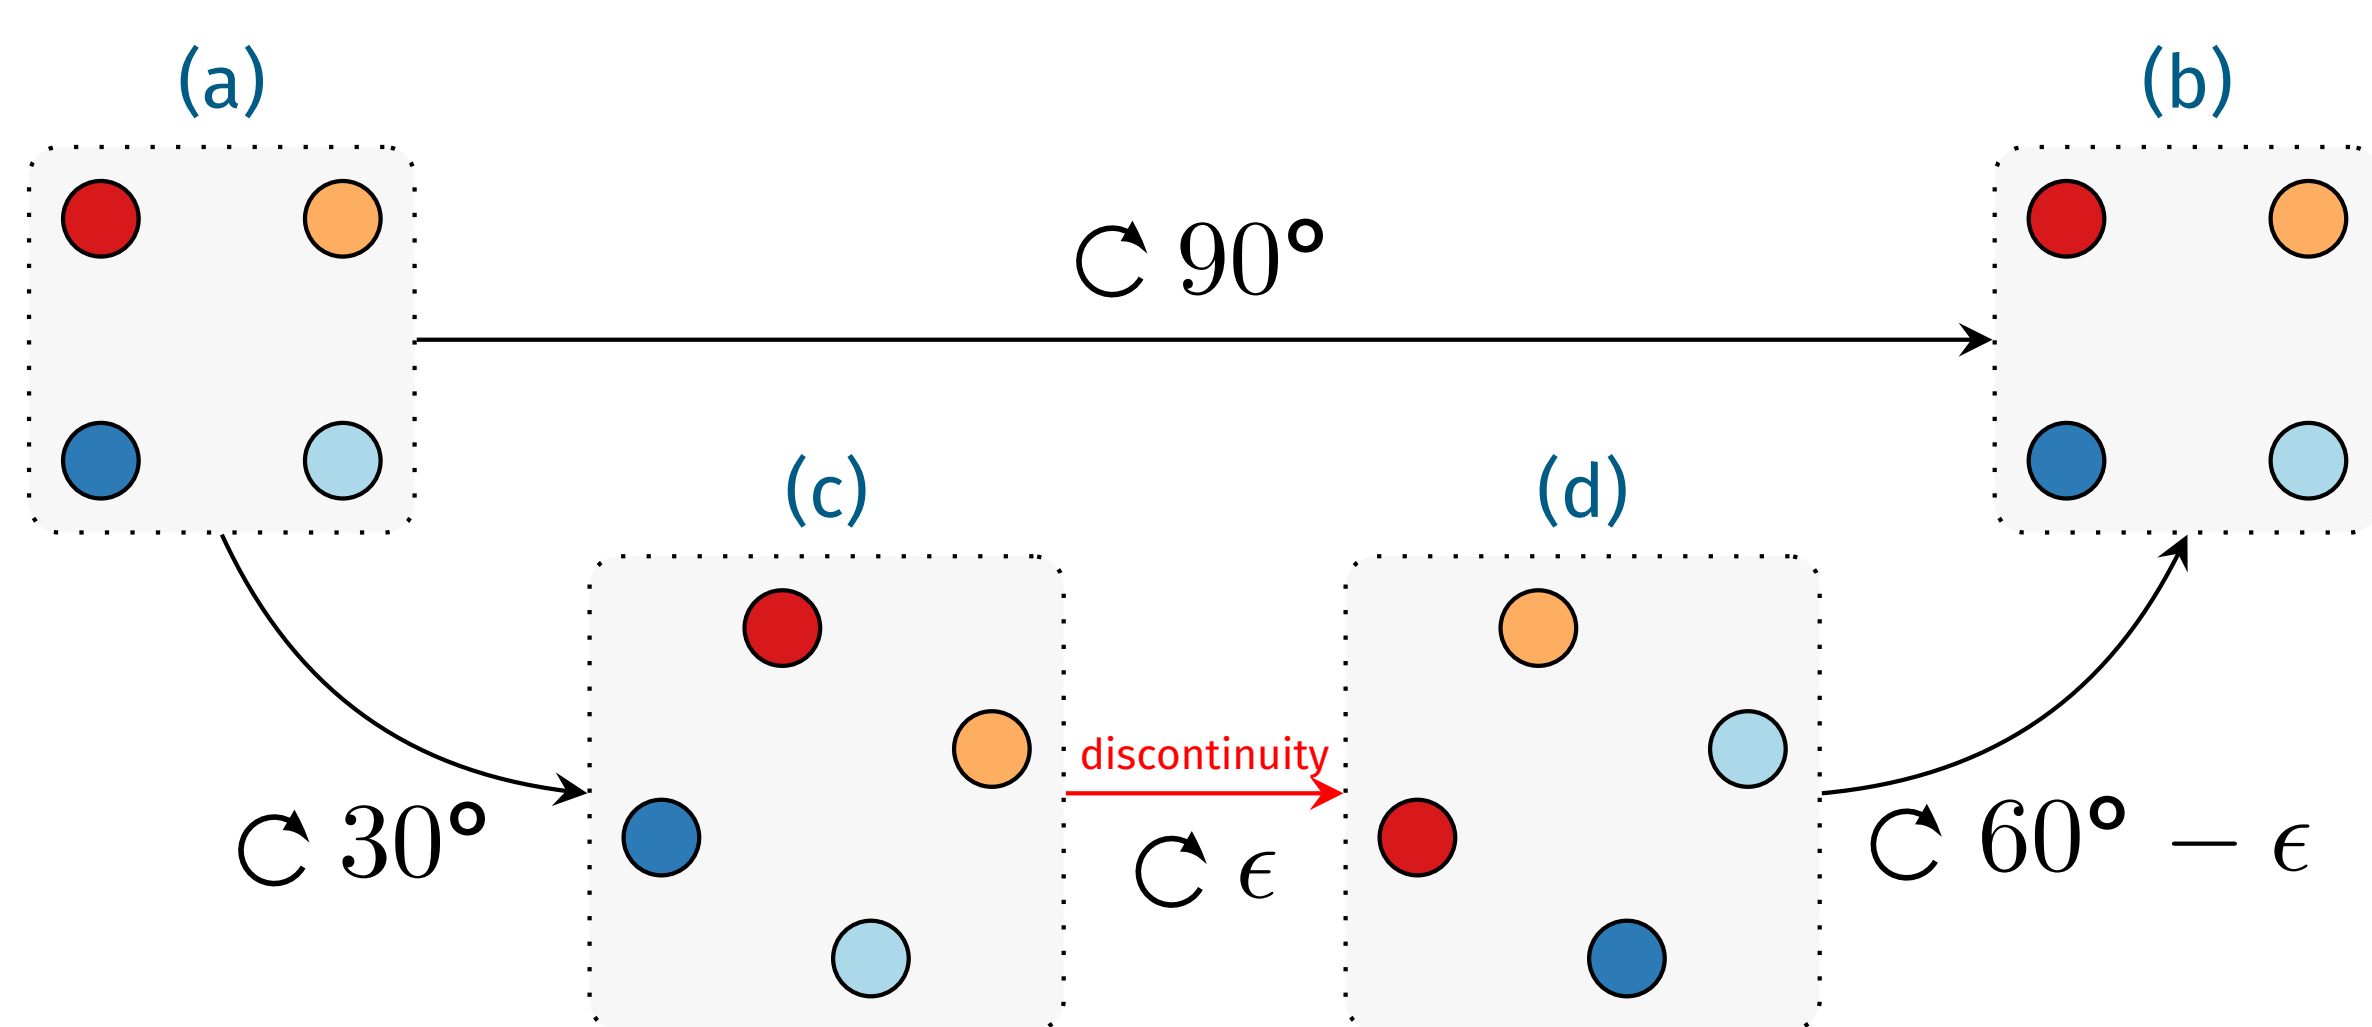 (a)
(b)
↻ 90°
(c)
(d)
discontinuity
↻ 30°
↻ ϵ
↻ 60° − ϵ